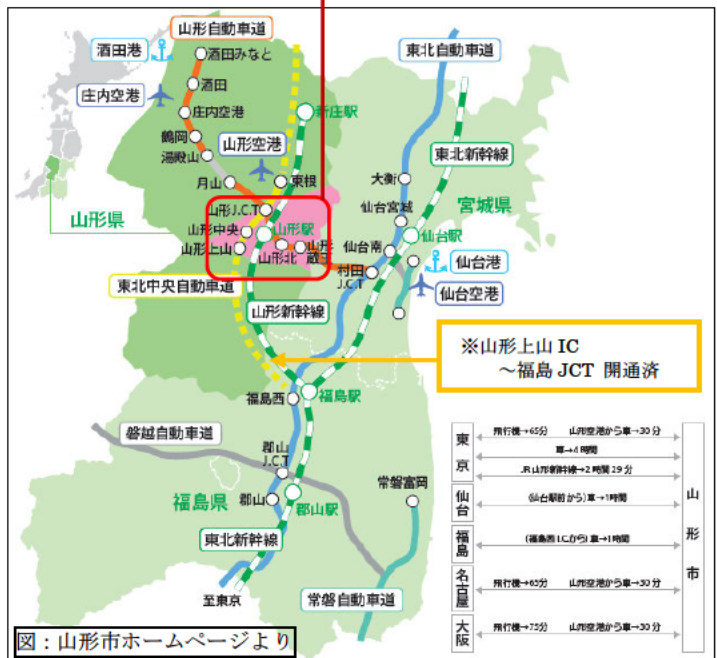 山形自動車道
酒田港
酒田みなと
東北自動車道
酒田
庄内空港
庄内空港
新庄駅
鶴岡
山形空港
東北新幹線
湯殿山
月山
東根
大衡
山形J.C.T
仙台宮城
宮城県
山形県
山形中央
山形駅
仙台駅
山形上山
山形北
山形
蔵王
仙台南
村田
J.C.T
仙台港
仙台空港
東北中央自動車道
山形新幹線
※山形上山 IC
～福島 JCT 開通済
福島西
福島駅
磐越自動車道
郡山
J.C.T
常磐富岡
福島県
郡山
郡山駅
東北新幹線
至東京
常磐自動車道
図：山形市ホームページより
東京
飛行機→65分 山形空港から車→30分
車→4時間
JR山形新幹線→2時間29分
仙台
(仙台駅前から)車→1時間
福島
(福島西I.Cから)車→1時間
名古屋
飛行機→65分 山形空港から車→30分
大阪
飛行機→75分 山形空港から車→30分
山形市